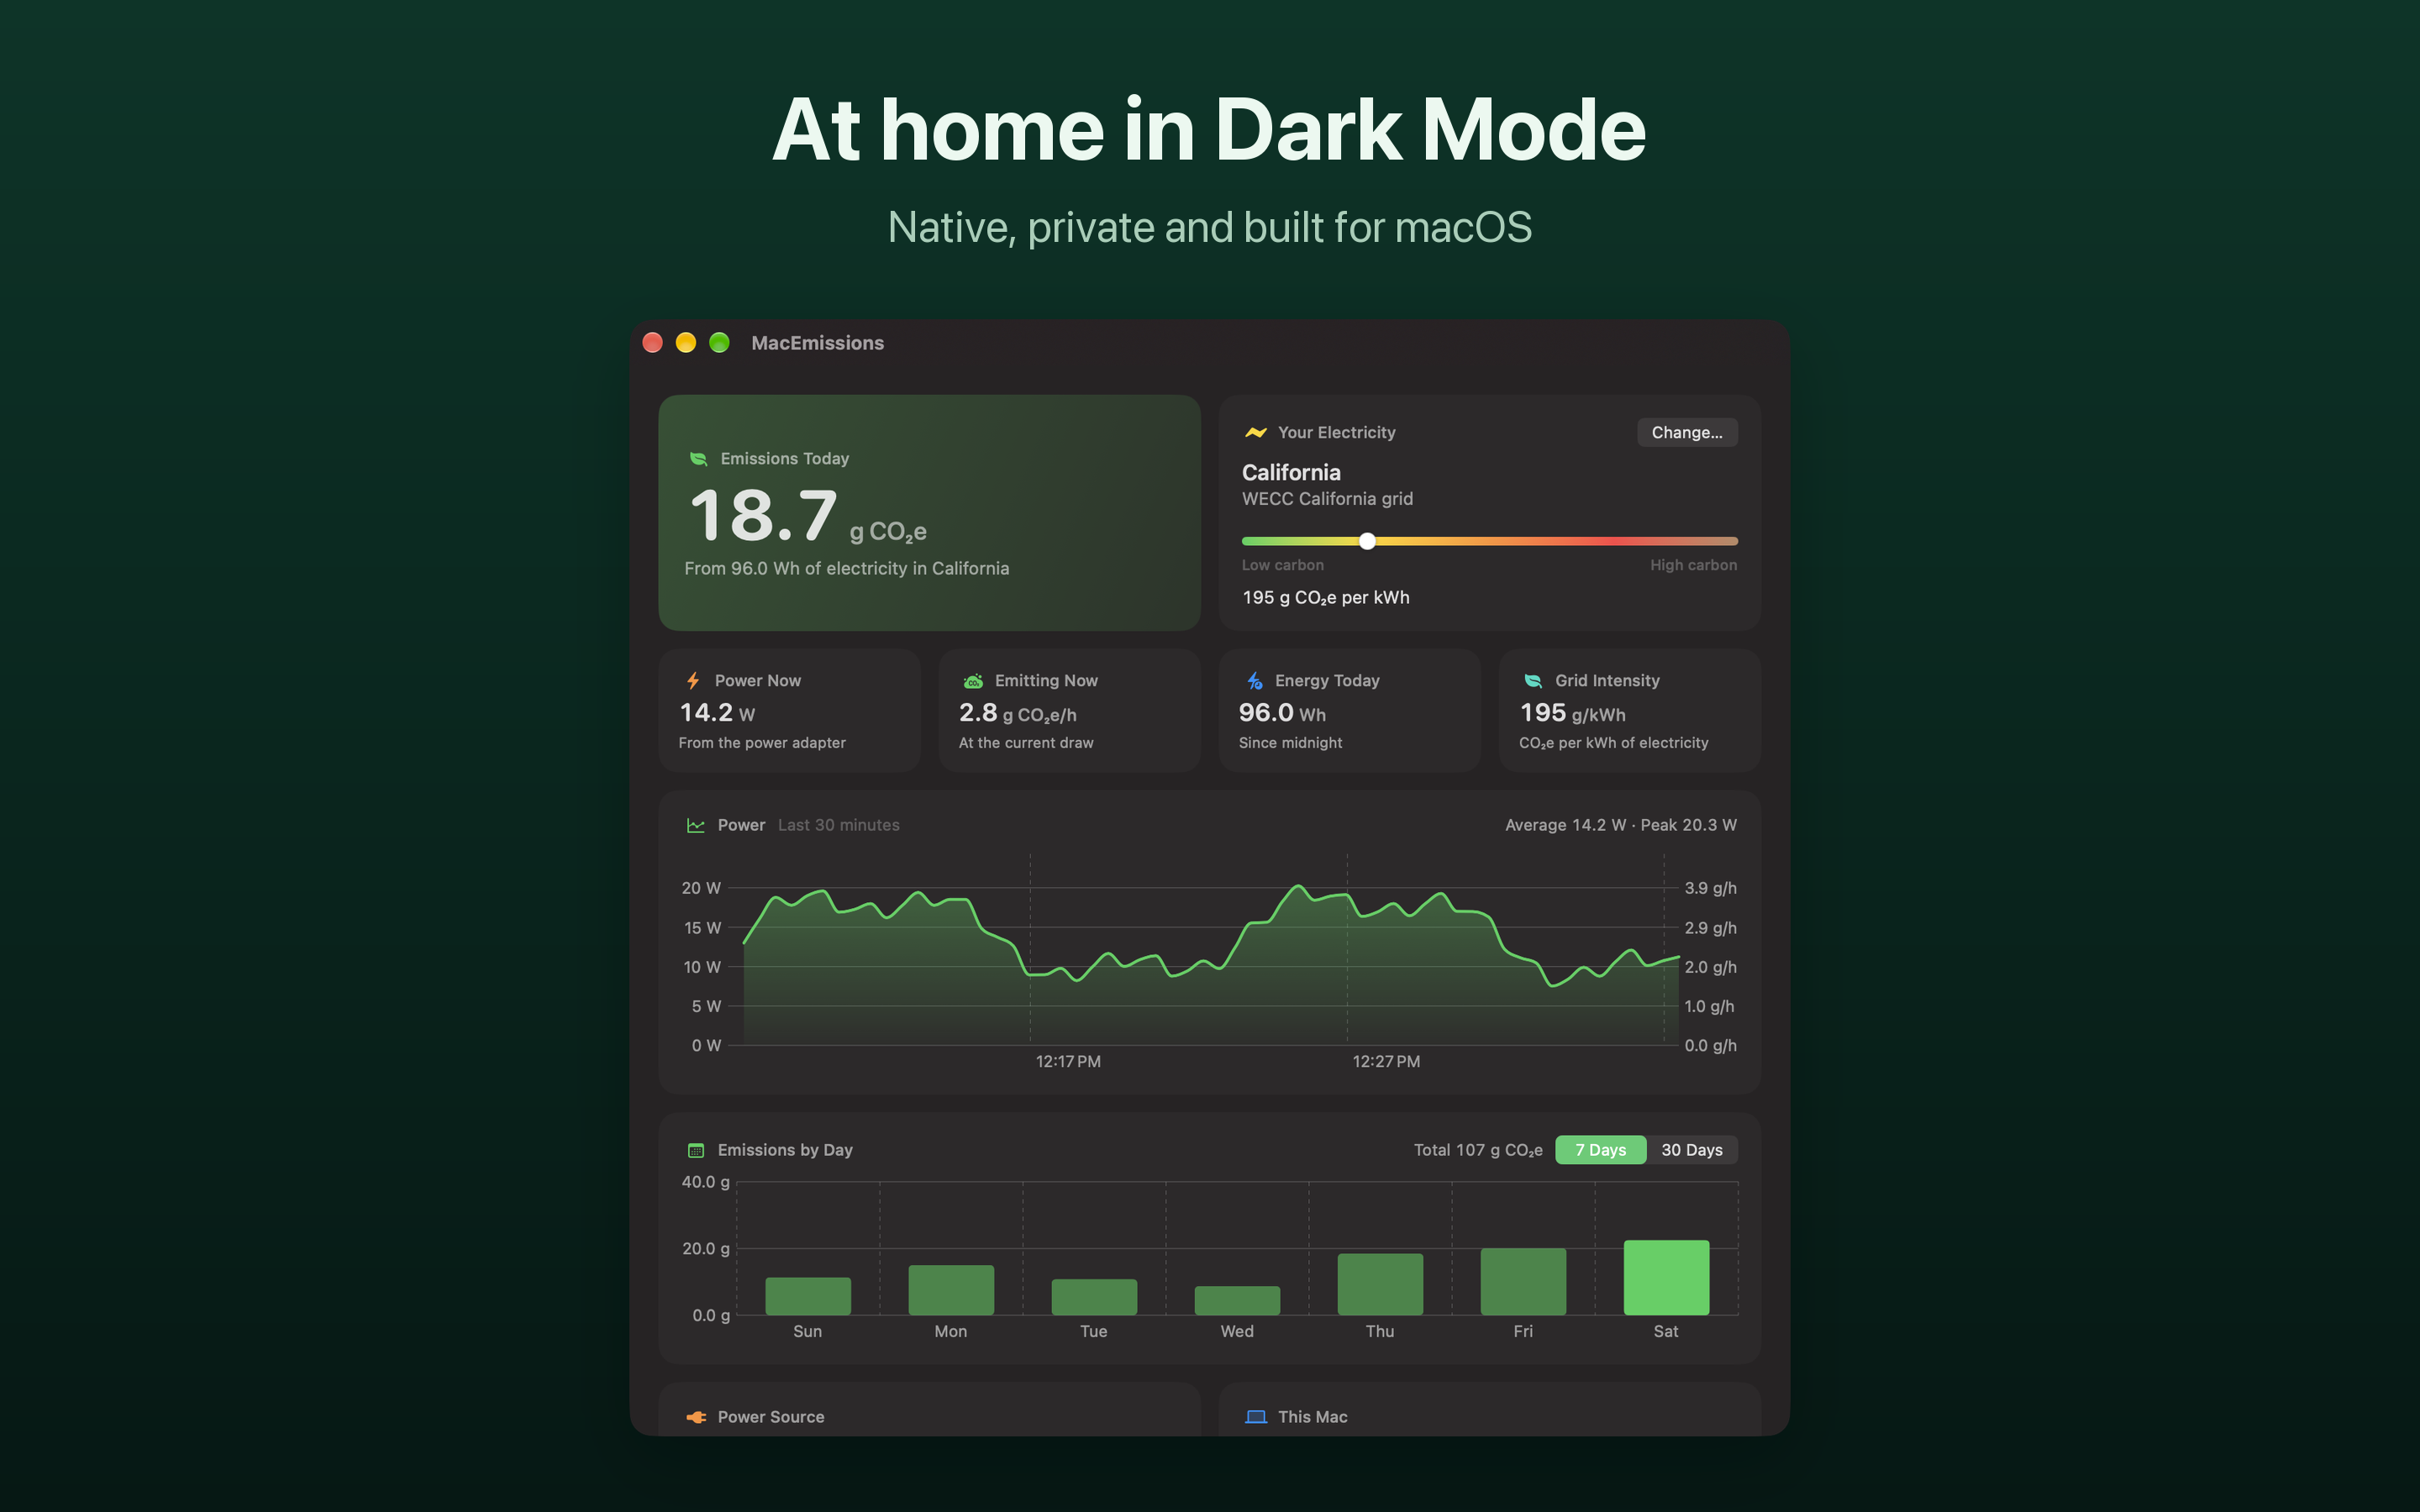 At home in Dark Mode
Native, private and built for macOS
MacEmissions
Emissions Today
18.7 g CO₂e
From 96.0 Wh of electricity in California
Your Electricity
Change...
California
WECC California grid
Low carbon
High carbon
195 g CO₂e per kWh
Power Now
14.2 W
From the power adapter
Emitting Now
2.8 g CO₂e/h
At the current draw
Energy Today
96.0 Wh
Since midnight
Grid Intensity
195 g/kWh
CO₂e per kWh of electricity
Power Last 30 minutes
Average 14.2 W · Peak 20.3 W
20 W
15 W
10 W
5 W
0 W
3.9 g/h
2.9 g/h
2.0 g/h
1.0 g/h
0.0 g/h
12:17 PM
12:27 PM
Emissions by Day
Total 107 g CO₂e
7 Days
30 Days
40.0 g
20.0 g
0.0 g
Sun
Mon
Tue
Wed
Thu
Fri
Sat
Power Source
This Mac